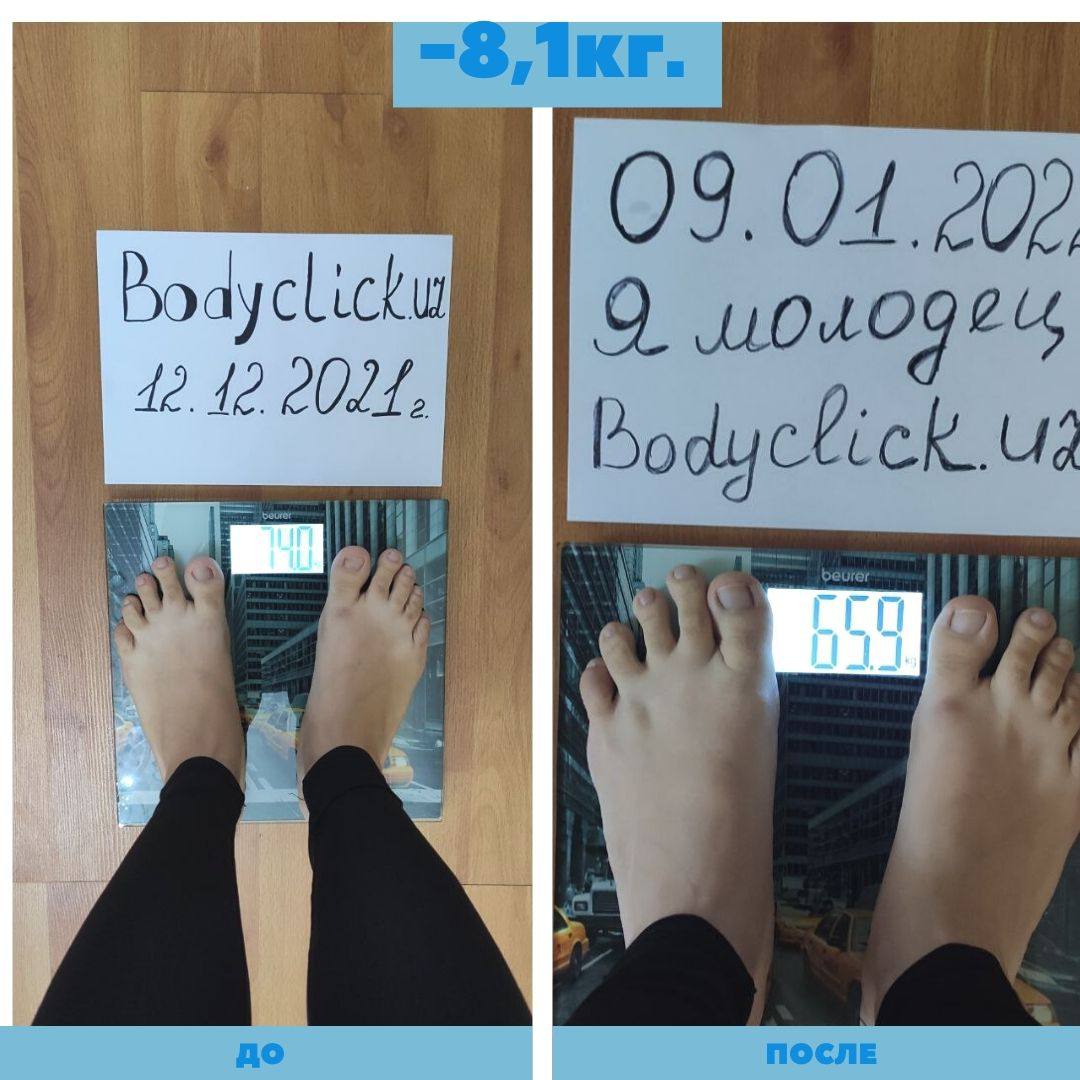 -8,1кг.
Bodyclick.uz
12.12.2021г.
beurer
74.0
09.01.202
Я молодец
Bodyclick.uz
beurer
65.9
kg
ДО
ПОСЛЕ